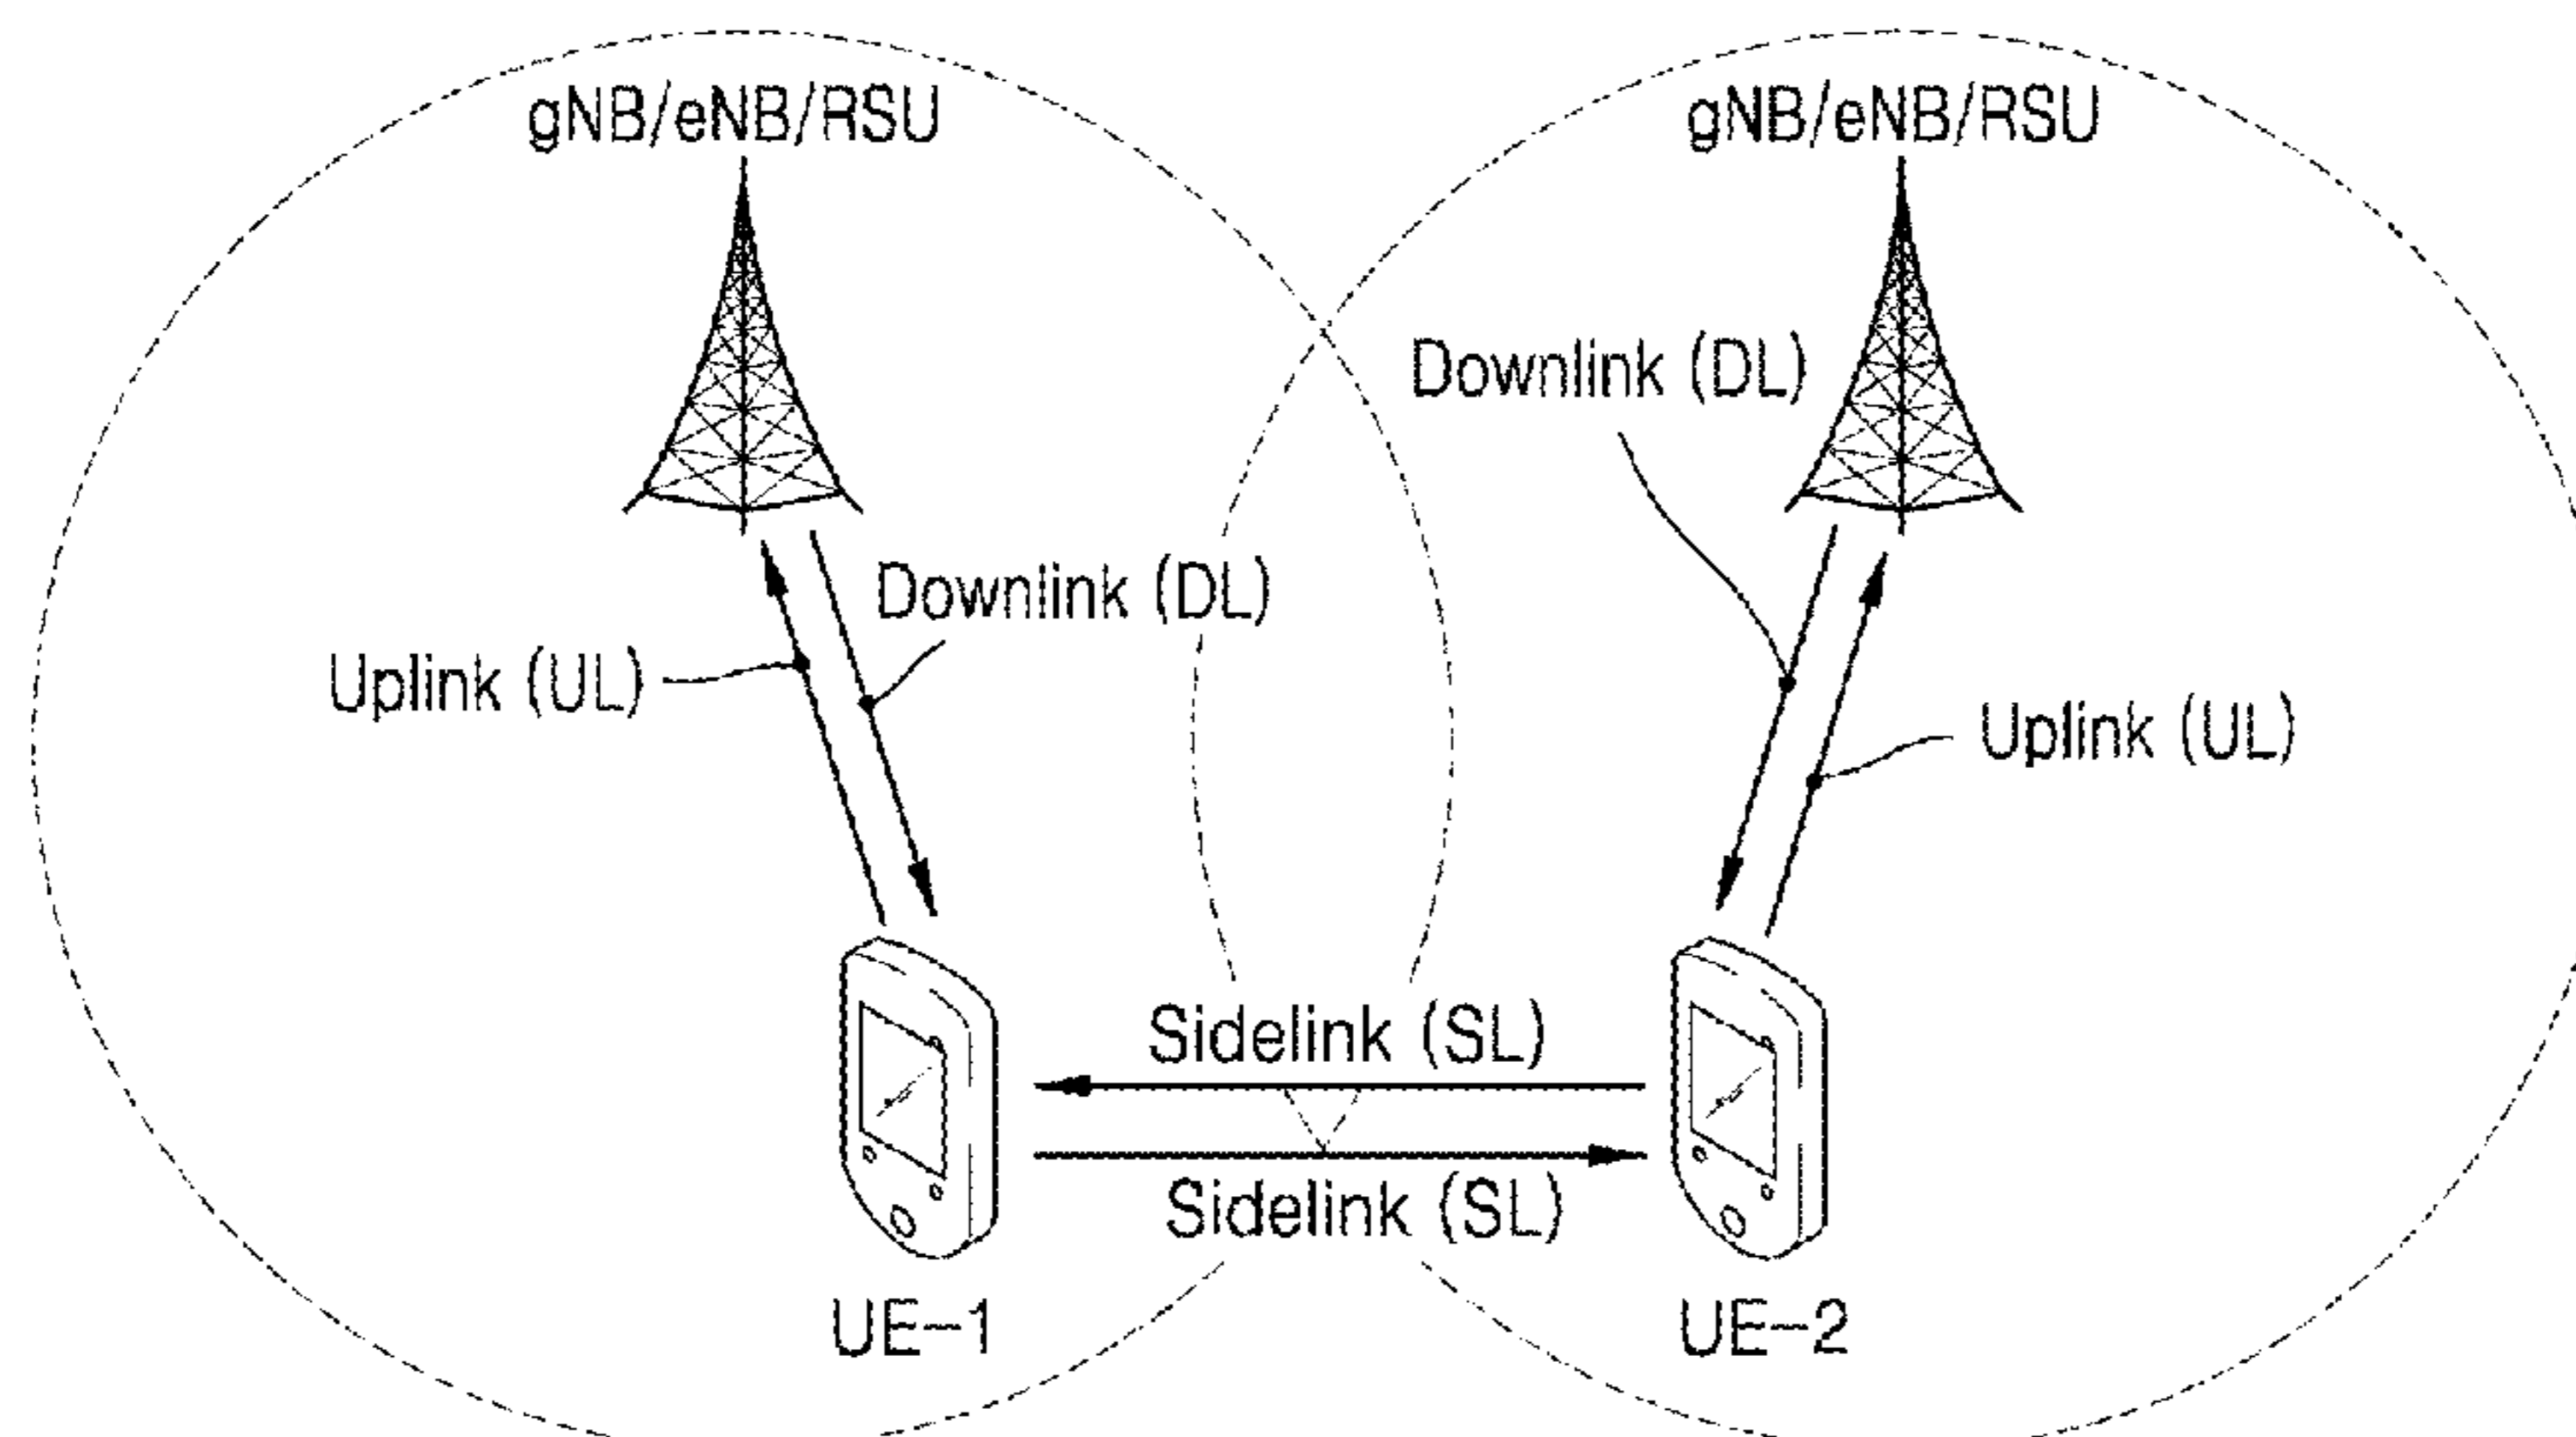 gNB/eNB/RSU
gNB/eNB/RSU
Downlink (DL)
Downlink (DL)
Uplink (UL)
Uplink (UL)
Sidelink (SL)
Sidelink (SL)
UE-1
UE-2